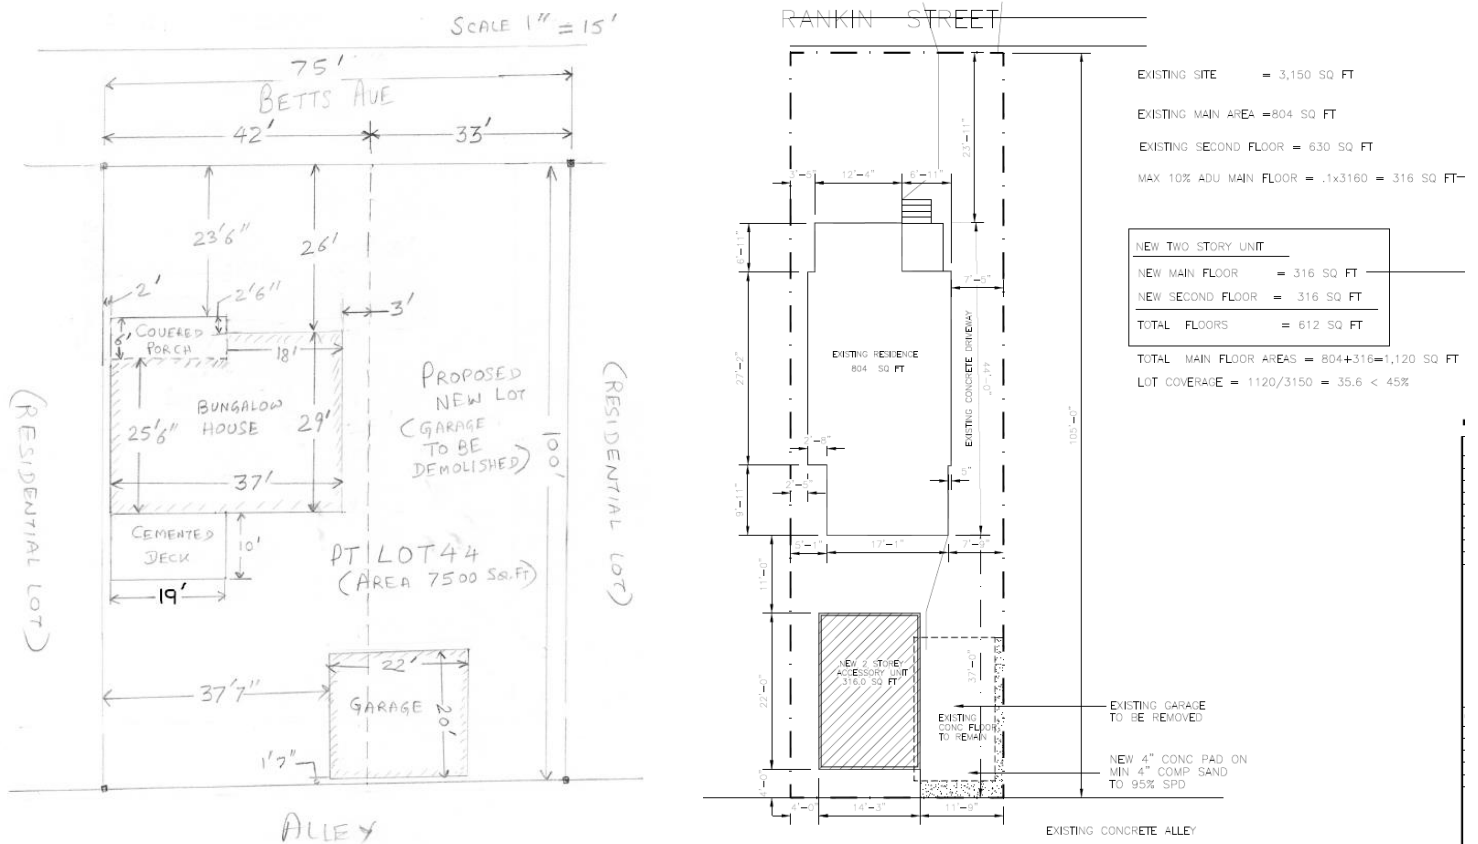 SCALE 1" = 15'
75'
BETTS AVE
42'
33'
23'6"
26'
2'
2'6"
3'
6'
COVERED
PORCH
18'
BUNGALOW
HOUSE
25'6"
29'
37'
PROPOSED
NEW LOT
(GARAGE
TO BE
DEMOLISHED)
100'
(RESIDENTIAL LOT)
(RESIDENTIAL LOT)
CEMENTED
DECK
10'
19'
PT LOT 44
(AREA 7500 SQ.FT)
22'
37'7"
GARAGE
20'
1'7"
ALLEY
RANKIN STREET
23'-11"
3'-5"
12'-4"
6'-11"
6'-11"
7'-5"
27'-2"
EXISTING RESIDENCE
804 SQ FT
EXISTING CONCRETE DRIVEWAY
44'-0"
105'-0"
2'-8"
2'-5"
5"
9'-11"
5'-1"
17'-1"
7'-9"
11'-0"
22'-0"
NEW 2 STOREY
ACCESSORY UNIT
316.0 SQ FT
37'-0"
EXISTING
CONC FLOOR
TO REMAIN
4'-0"
4'-0"
14'-3"
11'-9"
EXISTING GARAGE
TO BE REMOVED
NEW 4" CONC PAD ON
MIN 4" COMP SAND
TO 95% SPD
EXISTING CONCRETE ALLEY
EXISTING SITE = 3,150 SQ FT
EXISTING MAIN AREA =804 SQ FT
EXISTING SECOND FLOOR = 630 SQ FT
MAX 10% ADU MAIN FLOOR = .1x3160 = 316 SQ FT
NEW TWO STORY UNIT
NEW MAIN FLOOR = 316 SQ FT
NEW SECOND FLOOR = 316 SQ FT
TOTAL FLOORS = 612 SQ FT
TOTAL MAIN FLOOR AREAS = 804+316=1,120 SQ FT
LOT COVERAGE = 1120/3150 = 35.6 < 45%